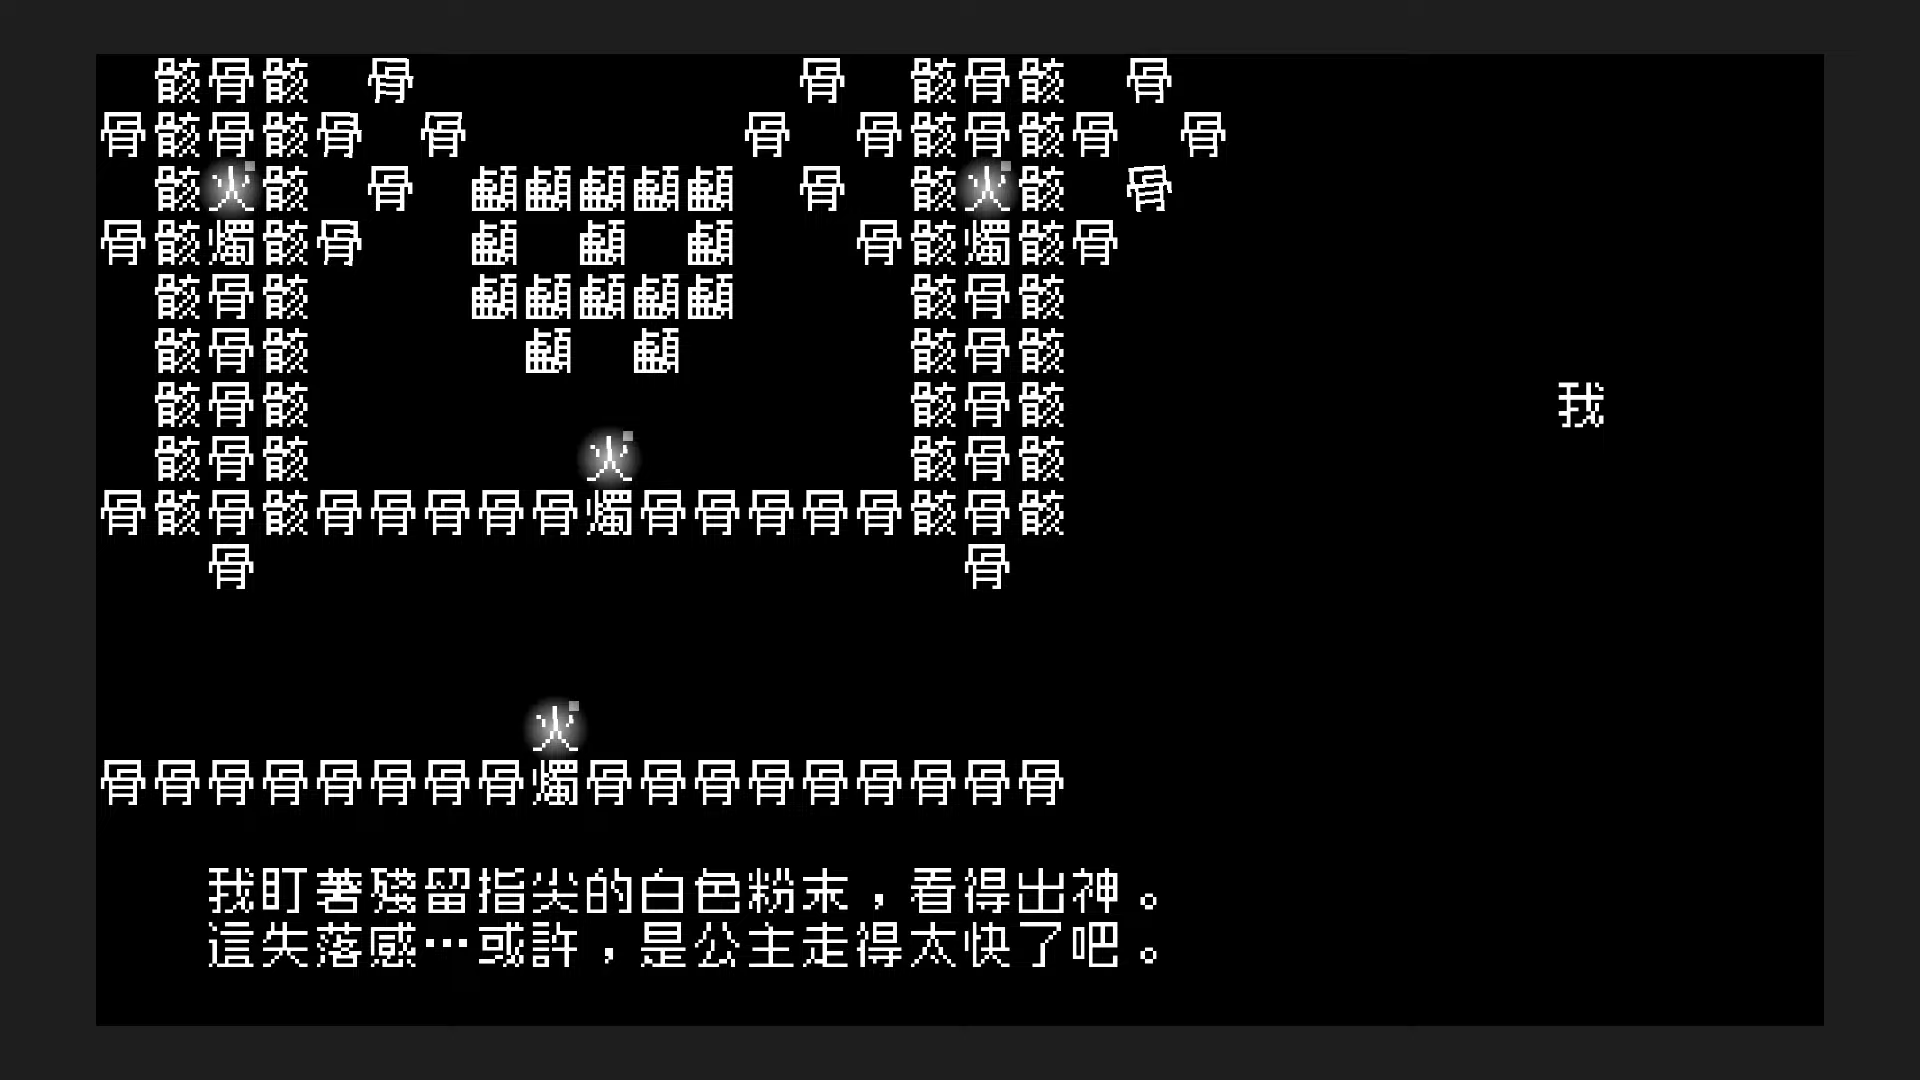 骸骨骸 骨 骨 骸骨骸 骨
骨骸骨骸骨 骨 骨 骨骸骨骸骨 骨
骸火骸 骨 顱顱顱顱顱 骨 骸火骸 骨
骨骸燭骸骨 顱 顱 顱 骨骸燭骸骨
骸骨骸 顱顱顱顱顱 骸骨骸
骸骨骸 顱 顱 骸骨骸
骸骨骸 骸骨骸 我
骸骨骸 火 骸骨骸
骨骸骨骸骨骨骨骨骨燭骨骨骨骨骨骸骨骸
骨 骨
火
骨骨骨骨骨骨骨骨燭骨骨骨骨骨骨骨骨骨
我盯著殘留指尖的白色粉末，看得出神。
這失落感…或許，是公主走得太快了吧。